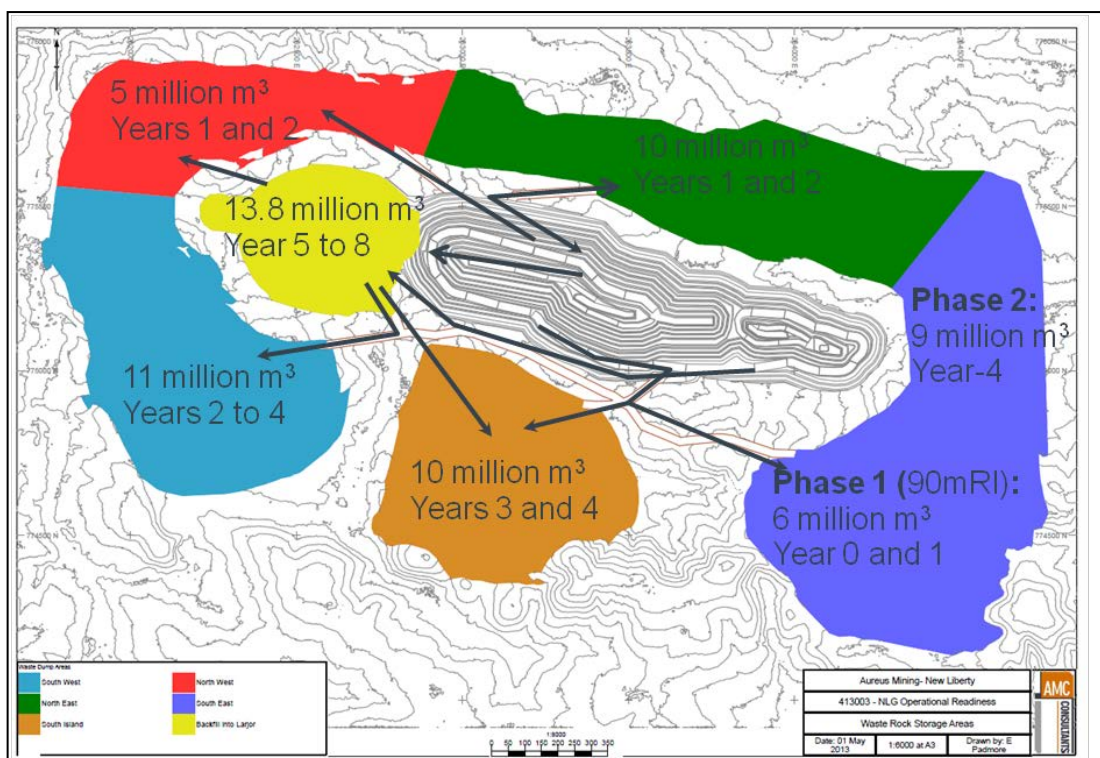 N
5 million m³
Years 1 and 2
10 million m³
Years 1 and 2
13.8 million m³
Year 5 to 8
Phase 2:
9 million m³
Year-4
11 million m³
Years 2 to 4
10 million m³
Years 3 and 4
Phase 1 (90mRl):
6 million m³
Year 0 and 1
775000 N
774500 N
774500 N
Waste Dump Areas
South West
North West
North East
South East
South Island
Backfill into Larjor
0 50 100 150 200 250 300 350
Aureus Mining- New Liberty
413003 - NLG Operational Readiness
Waste Rock Storage Areas
Date: 01 May 2013
1:6000 at A3
Drawn by: E Padmore
AMC
CONSULTANTS